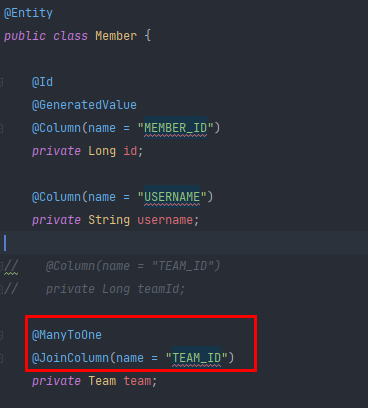 @Entity
public class Member {
@Id
@GeneratedValue
@Column(name = "MEMBER_ID")
private Long id;
@Column(name = "USERNAME")
private String username;
//   @Column(name = "TEAM_ID")
//   private Long teamId;
@ManyToOne
@JoinColumn(name = "TEAM_ID")
private Team team;